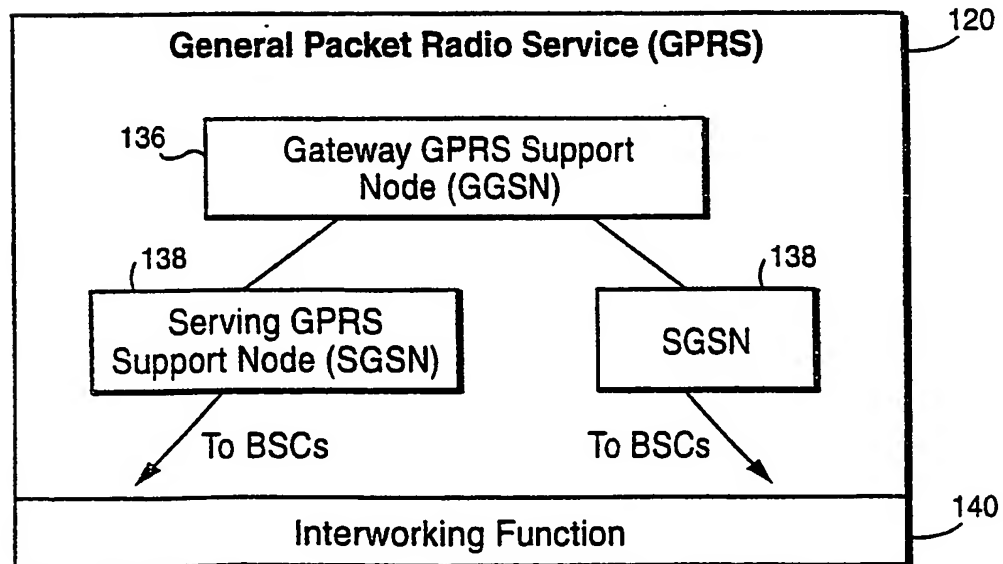 General Packet Radio Service (GPRS)
120
136
Gateway GPRS Support
Node (GGSN)
138
138
Serving GPRS
Support Node (SGSN)
SGSN
To BSCs
To BSCs
Interworking Function
140